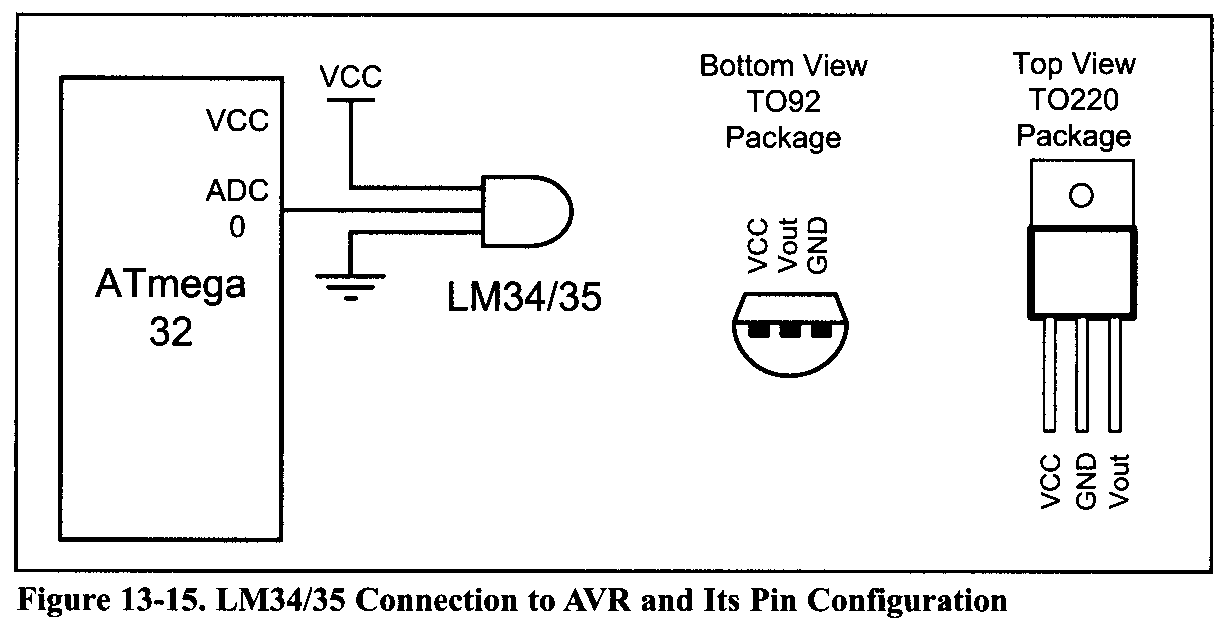 VCC
VCC
ADC
0
ATmega
32
LM34/35
Bottom View
TO92
Package
VCC
Vout
GND
Top View
TO220
Package
VCC
GND
Vout
Figure 13-15. LM34/35 Connection to AVR and Its Pin Configuration